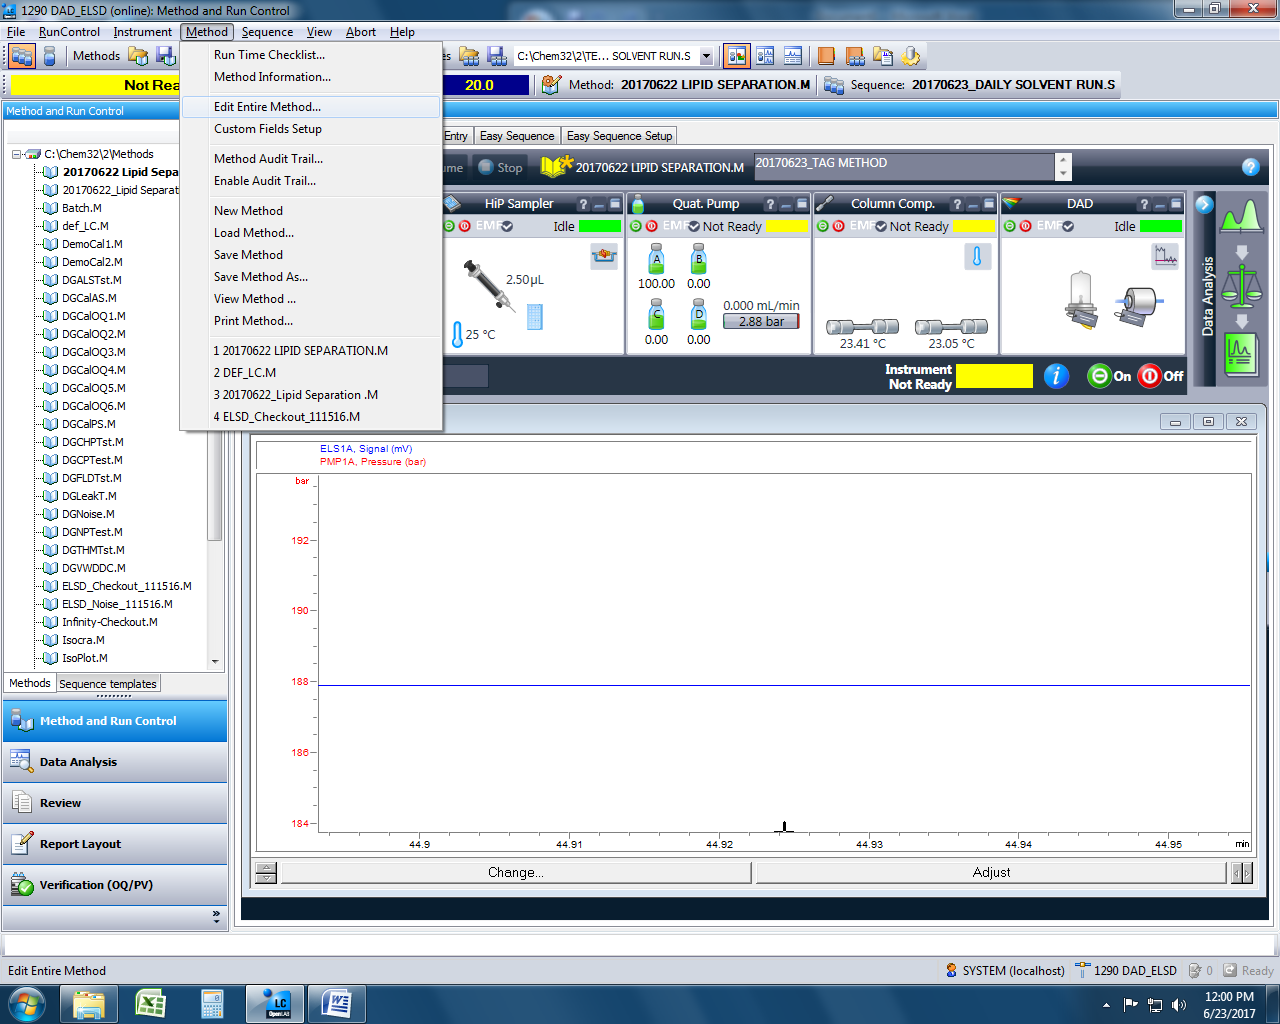 1290 DAD_ELSD (online): Method and Run Control
File RunControl Instrument Method Sequence View Abort Help
Methods
C:\Chem32\2\TE... SOLVENT RUN.S
20.0
Method: 20170622 LIPID SEPARATION.M
Sequence: 20170623_DAILY SOLVENT RUN.S
Method and Run Control
Run Time Checklist...
Method Information...
Edit Entire Method...
Custom Fields Setup
Method Audit Trail...
Enable Audit Trail...
New Method
Load Method...
Save Method
Save Method As...
View Method ...
Print Method...
1 20170622 LIPID SEPARATION.M
2 DEF_LC.M
3 20170622_Lipid Separation .M
4 ELSD_Checkout_111516.M
C:\Chem32\2\Methods
20170622 Lipid Sepa
20170622_Lipid Separat
Batch.M
def_LC.M
DemoCal1.M
DemoCal2.M
DGALSTst.M
DGCalAS.M
DGCalOQ1.M
DGCalOQ2.M
DGCalOQ3.M
DGCalOQ4.M
DGCalOQ5.M
DGCalOQ6.M
DGCalPS.M
DGCHPTst.M
DGCPTest.M
DGFLDTst.M
DGLeakT.M
DGNoise.M
DGNPTest.M
DGTHMTst.M
DGVWDDC.M
ELSD_Checkout_111516.M
ELSD_Noise_111516.M
Infinity-Checkout.M
Isocra.M
IsoPlot.M
Methods Sequence templates
Method and Run Control
Data Analysis
Review
Report Layout
Verification (OQ/PV)
Entry Easy Sequence Easy Sequence Setup
Stop 20170622 LIPID SEPARATION.M 20170623_TAG METHOD
HiP Sampler
EMF Idle
2.50µL
25 °C
Quat. Pump
EMF Not Ready
A B
100.00 0.00
C D
0.00 0.00
0.000 mL/min
2.88 bar
Column Comp.
EMF Not Ready
23.41 °C 23.05 °C
DAD
EMF Idle
Data Analysis
Instrument
Not Ready
On Off
ELS1A, Signal (mV)
PMP1A, Pressure (bar)
bar
192
190
188
186
184
44.9 44.91 44.92 44.93 44.94 44.95 min
Change... Adjust
Edit Entire Method
SYSTEM (localhost) 1290 DAD_ELSD 0 Ready
12:00 PM
6/23/2017